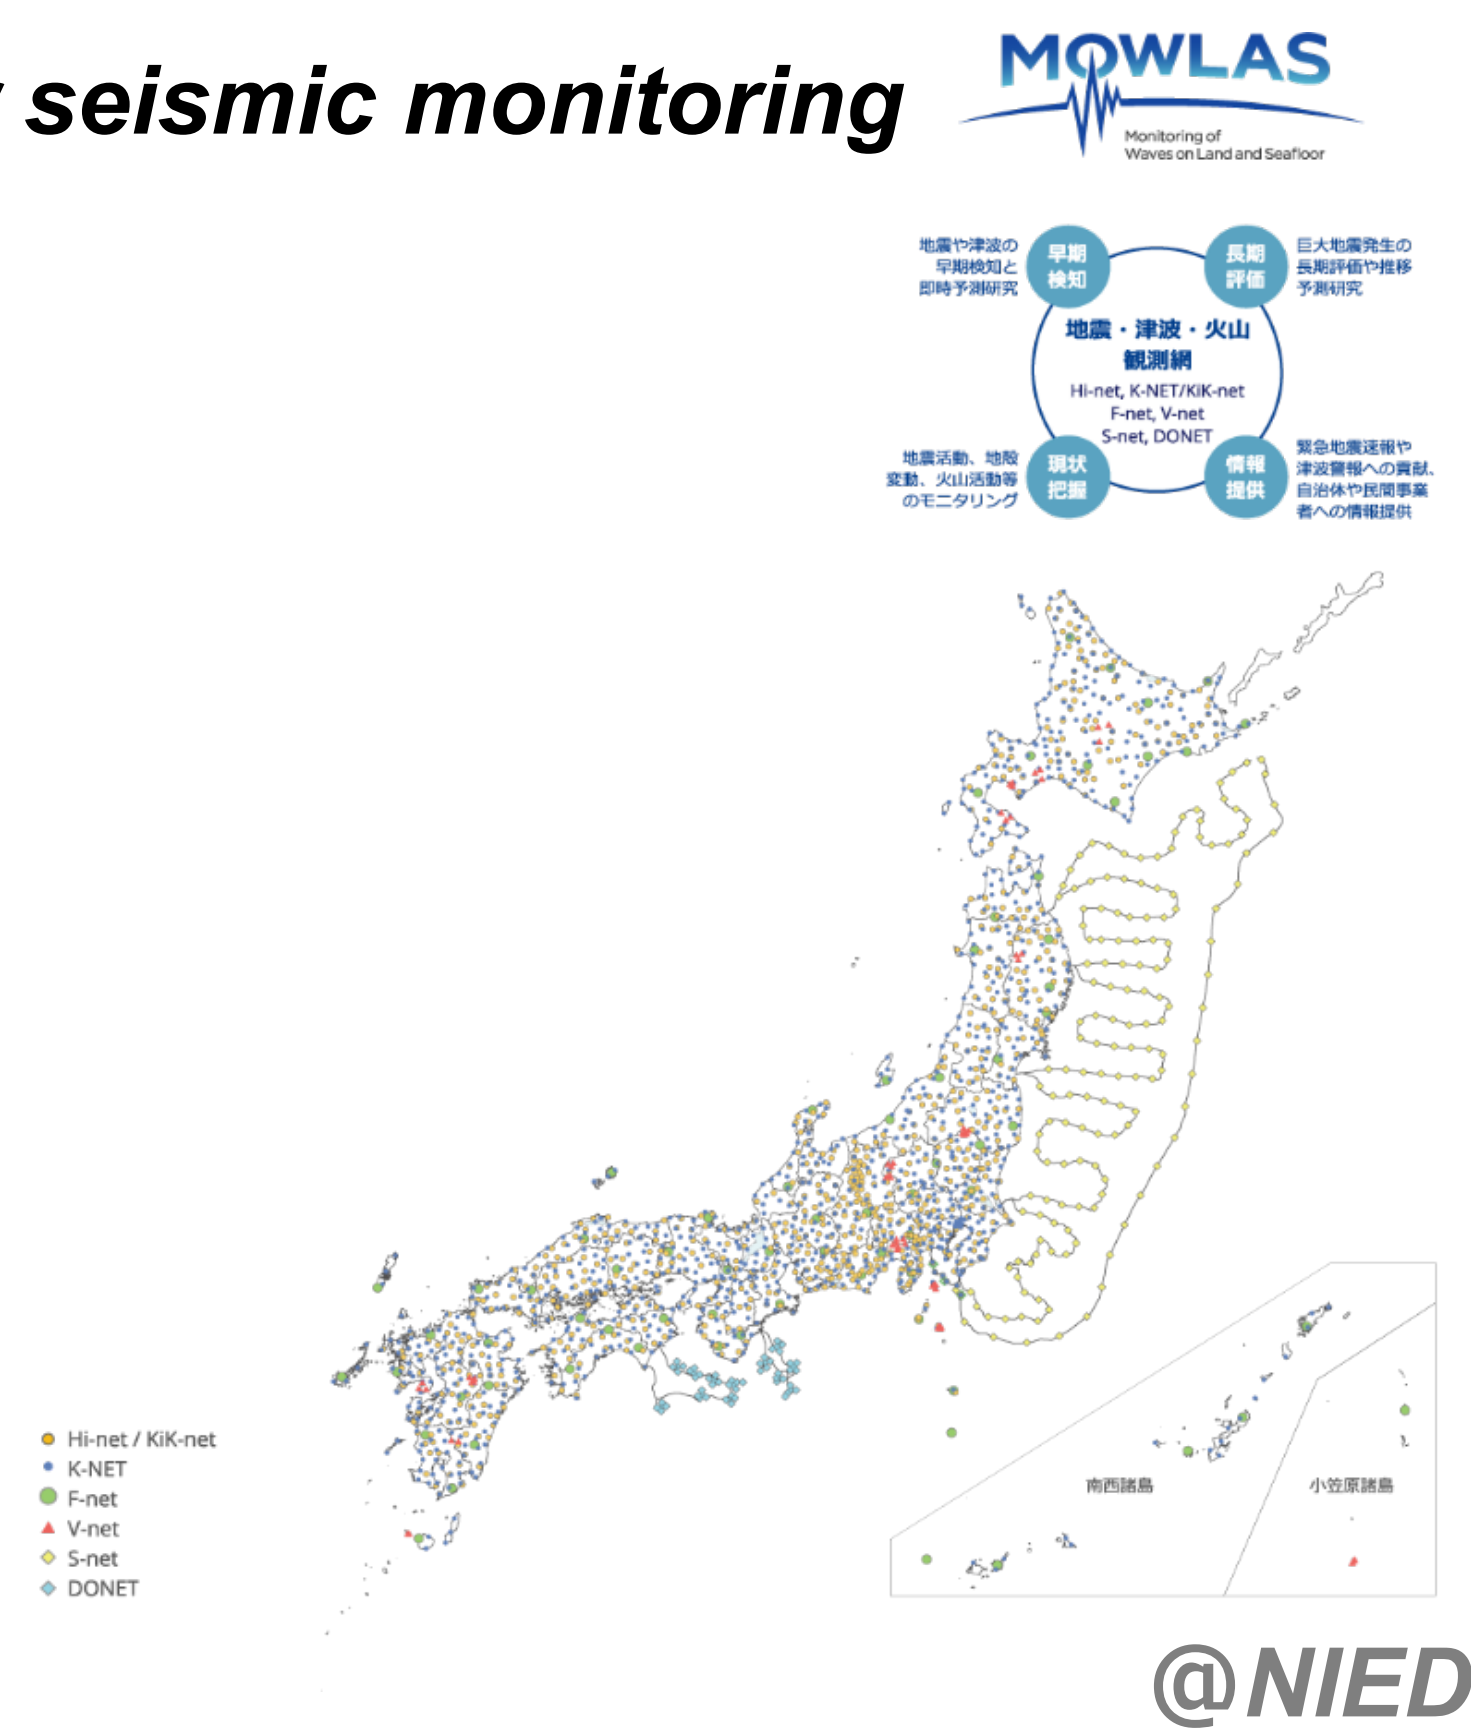 seismic monitoring
MOWLAS
Monitoring of
Waves on Land and Seafloor
地震や津波の
早期検知と
即時予測研究
早期
検知
長期
評価
巨大地震発生の
長期評価や推移
予測研究
地震・津波・火山
観測網
Hi-net, K-NET/KiK-net
F-net, V-net
S-net, DONET
地震活動、地殻
変動、火山活動等
のモニタリング
現状
把握
情報
提供
緊急地震速報や
津波警報への貢献、
自治体や民間事業
者への情報提供
Hi-net / KiK-net
K-NET
F-net
V-net
S-net
DONET
南西諸島
小笠原諸島
@NIED